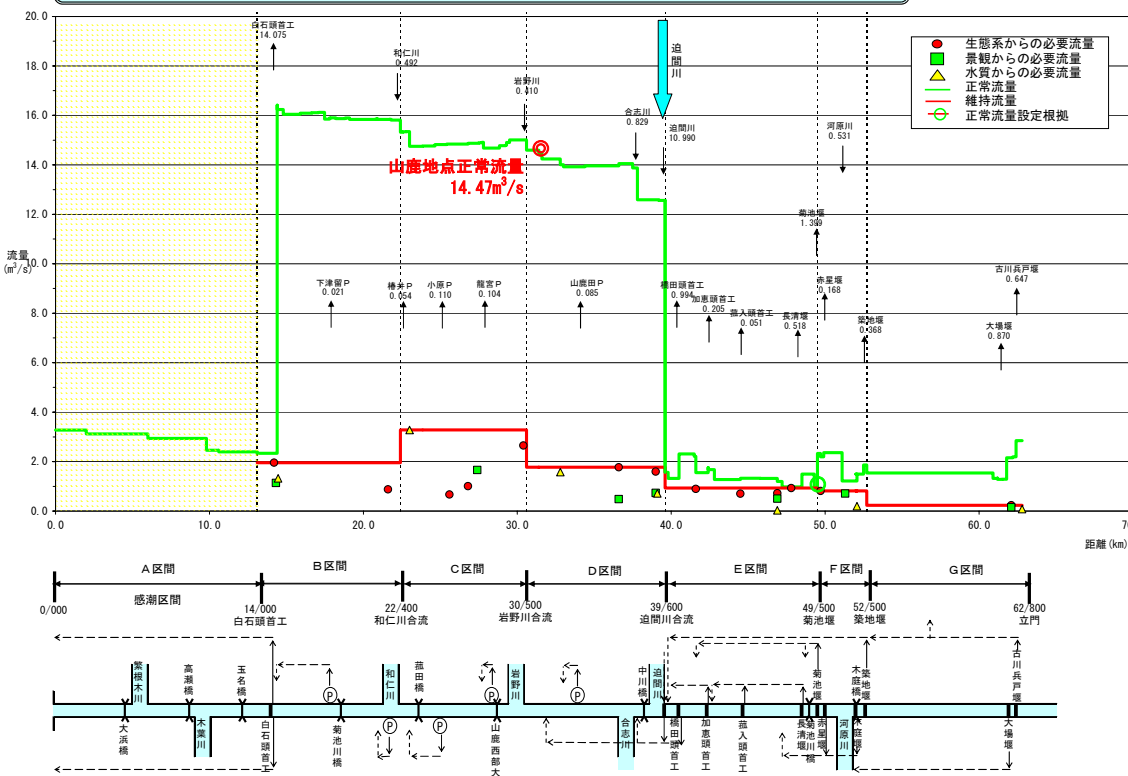 20.0
18.0
16.0
14.0
12.0
10.0
8.0
6.0
4.0
2.0
0.0
流量
(m³/s)
0.0
10.0
20.0
30.0
40.0
50.0
60.0
70
距離(km)
白石頭首工
14.075
和仁川
0.492
岩野川
0.410
合志川
0.829
迫間川
迫間川
10.990
河原川
0.531
菊池堰
1.399
生態系からの必要流量
景観からの必要流量
水質からの必要流量
正常流量
維持流量
正常流量設定根拠
山鹿地点正常流量
14.47m³/s
下津留P
0.021
椿井P
0.054
小原P
0.110
龍宮P
0.104
山鹿田P
0.085
橋田頭首工
0.994
加恵頭首工
0.205
菰入頭首工
0.051
長清堰
0.518
赤星堰
0.168
築地堰
0.368
大場堰
0.870
古川兵戸堰
0.647
A区間
B区間
C区間
D区間
E区間
F区間
G区間
感潮区間
0/000
14/000
白石頭首工
22/400
和仁川合流
30/500
岩野川合流
39/600
迫間川合流
49/500
菊池堰
52/500
築地堰
62/800
立門
繁根木川
高瀬橋
玉名橋
和仁川
菰田橋
岩野川
中川橋
迫間川
菊池堰
木庭橋
築地堰
古川兵戸堰
P
P
P
P
P
大浜橋
木葉川
白石頭首工
菊池川橋
山鹿西部大
合志川
橋田頭首工
加恵頭首工
菰入頭首工
長清堰
菊池川橋
赤星堰
河原川
木庭堰
大場堰